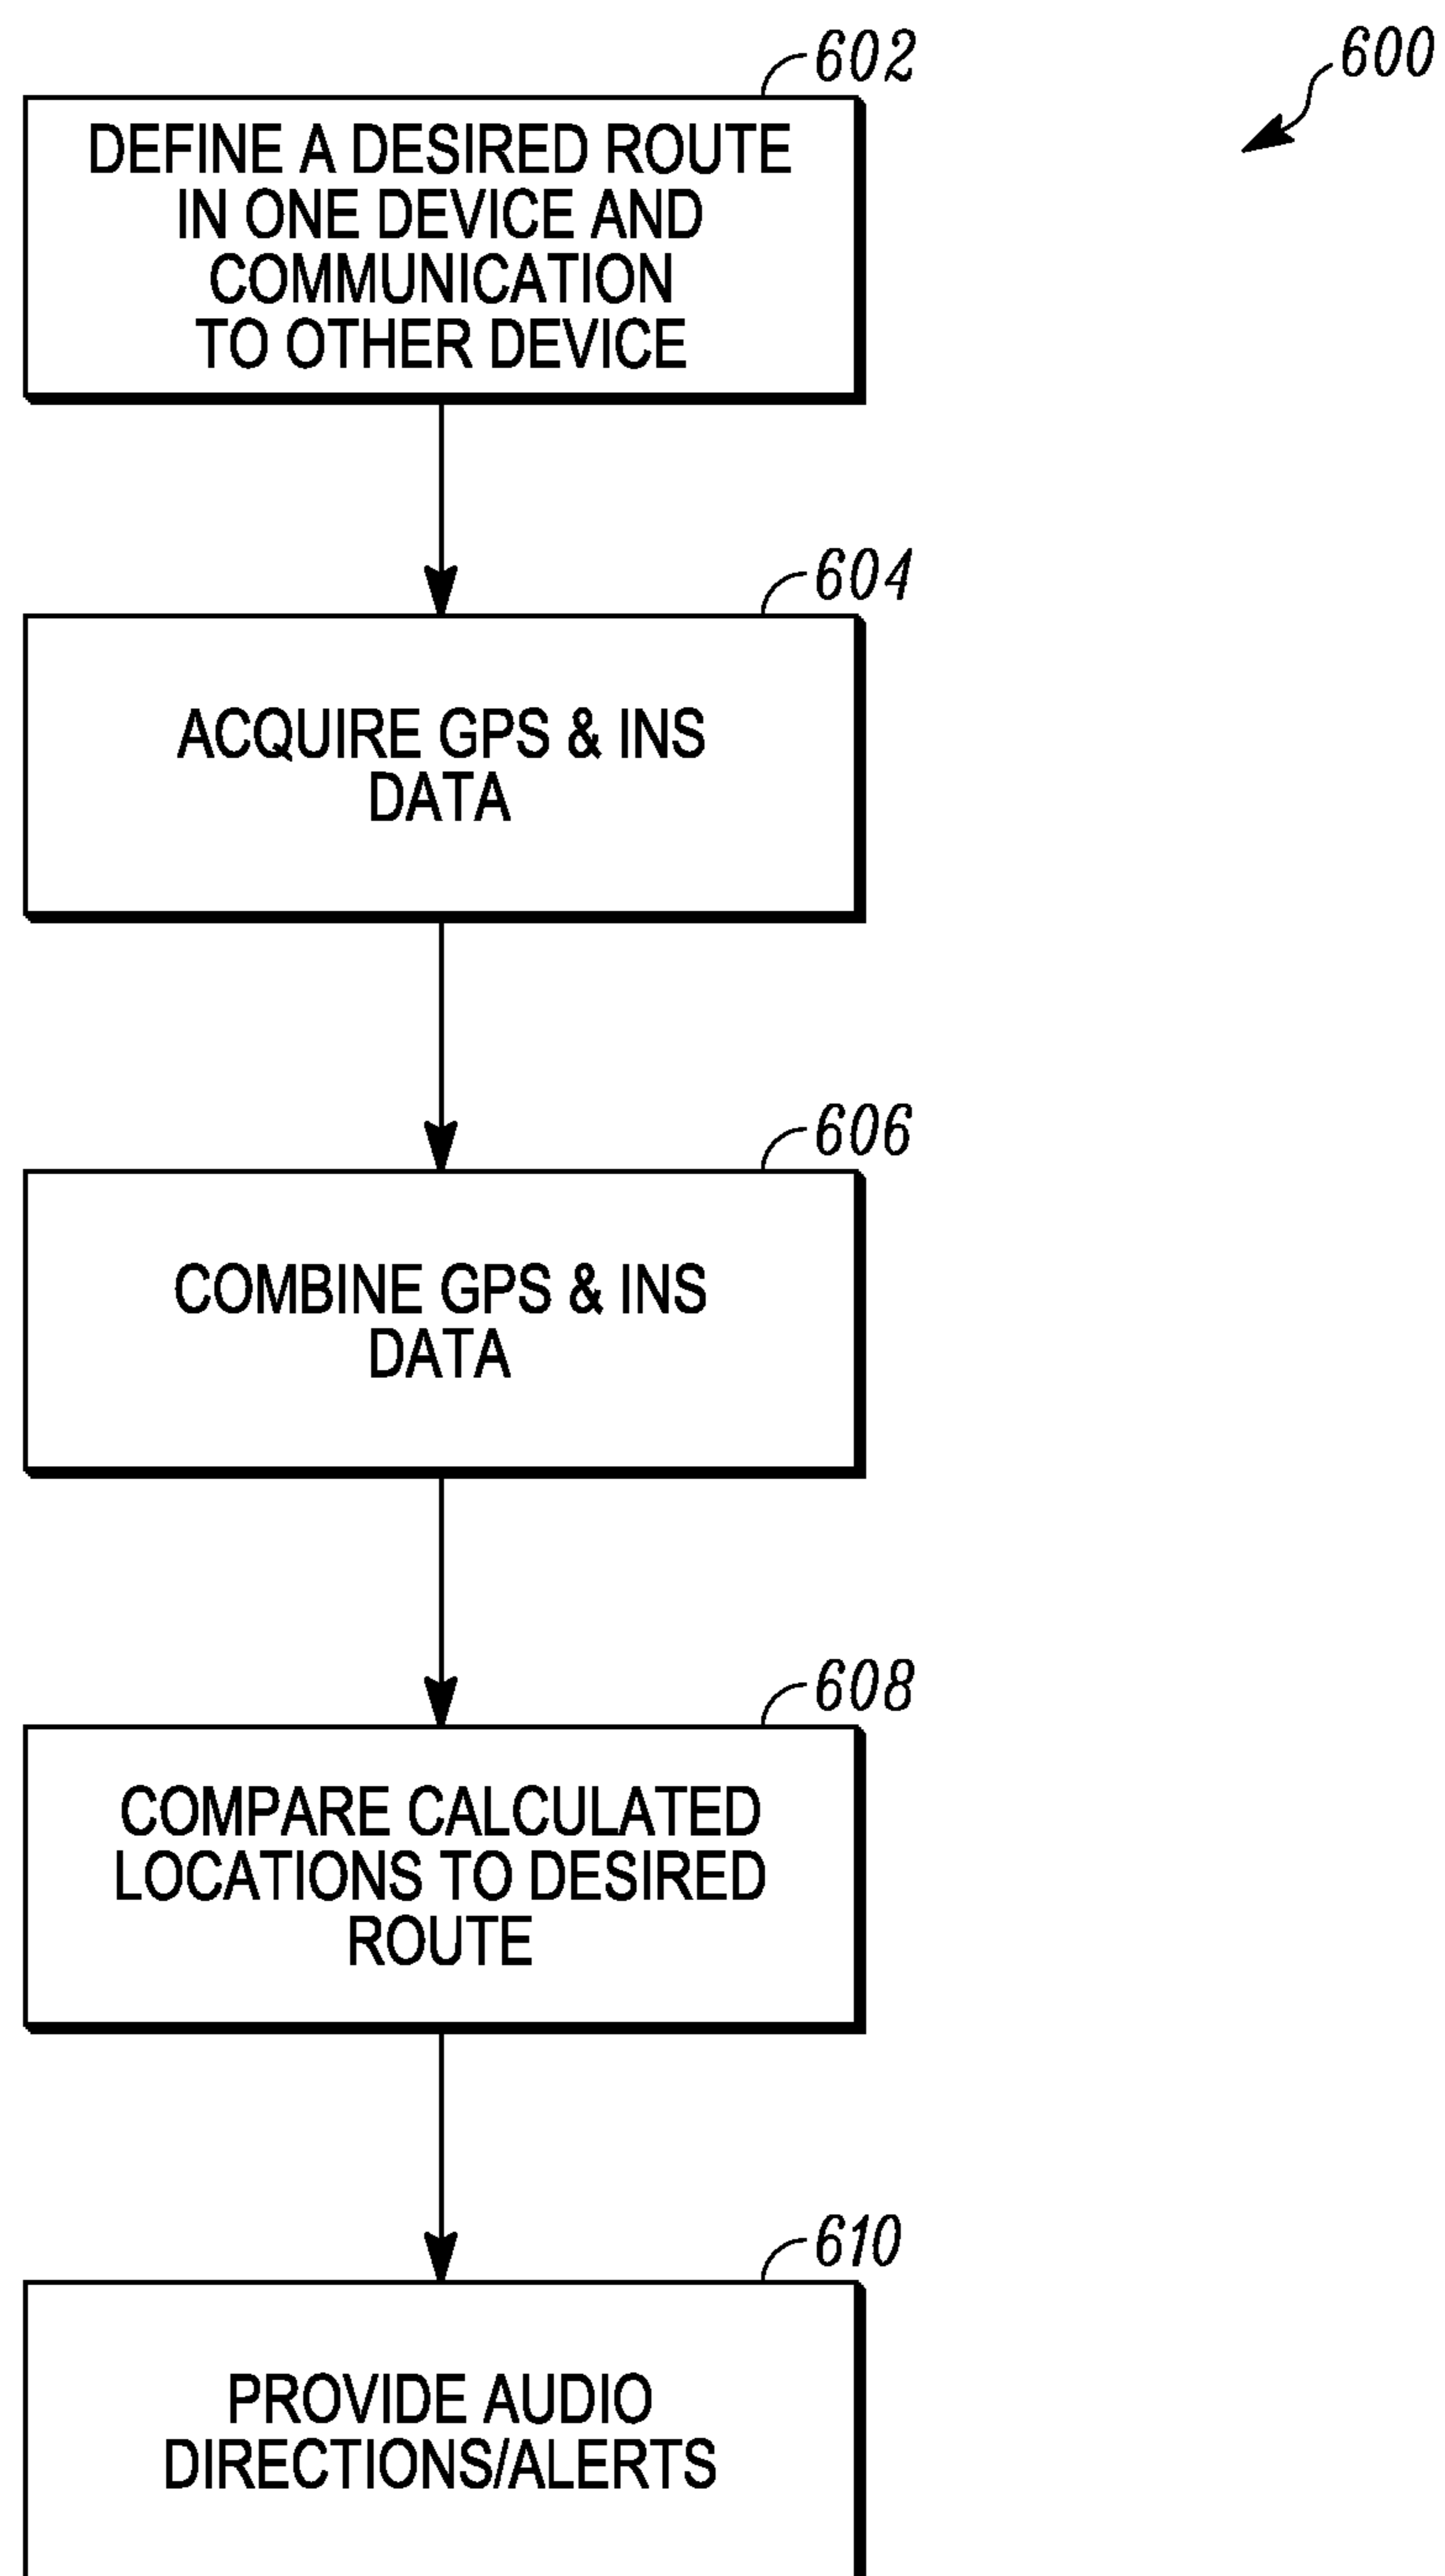 602
600
DEFINE A DESIRED ROUTE
IN ONE DEVICE AND
COMMUNICATION
TO OTHER DEVICE
604
ACQUIRE GPS & INS
DATA
606
COMBINE GPS & INS
DATA
608
COMPARE CALCULATED
LOCATIONS TO DESIRED
ROUTE
610
PROVIDE AUDIO
DIRECTIONS/ALERTS